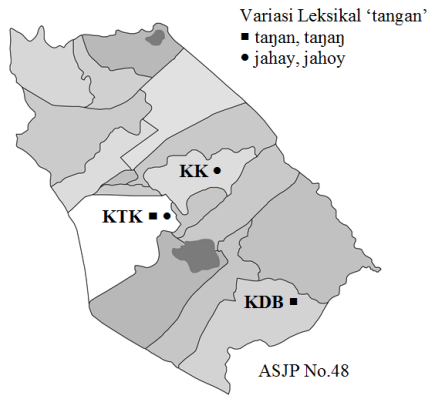 Variasi Leksikal ‘tangan’
■ taŋan, taŋaŋ
● jahay, jahoy
KK ●
KTK ■ ●
KDB ■
ASJP No.48